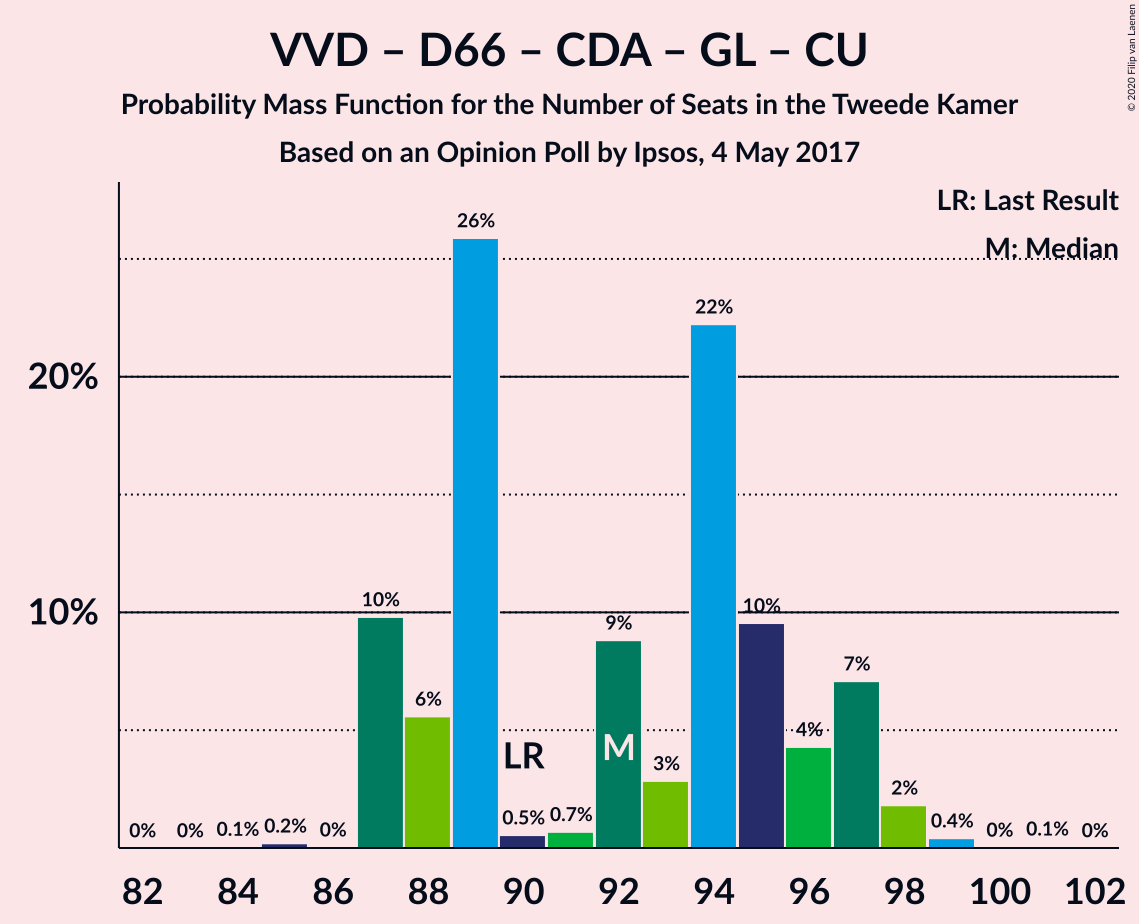 VVD – D66 – CDA – GL – CU
Probability Mass Function for the Number of Seats in the Tweede Kamer
Based on an Opinion Poll by Ipsos, 4 May 2017
© 2020 Filip van Laenen
LR: Last Result
M: Median
20%
10%
0%
0%
0.1%
0.2%
0%
10%
6%
26%
0.5%
0.7%
9%
3%
22%
10%
4%
7%
2%
0.4%
0%
0.1%
0%
LR
M
82 84 86 88 90 92 94 96 98 100 102